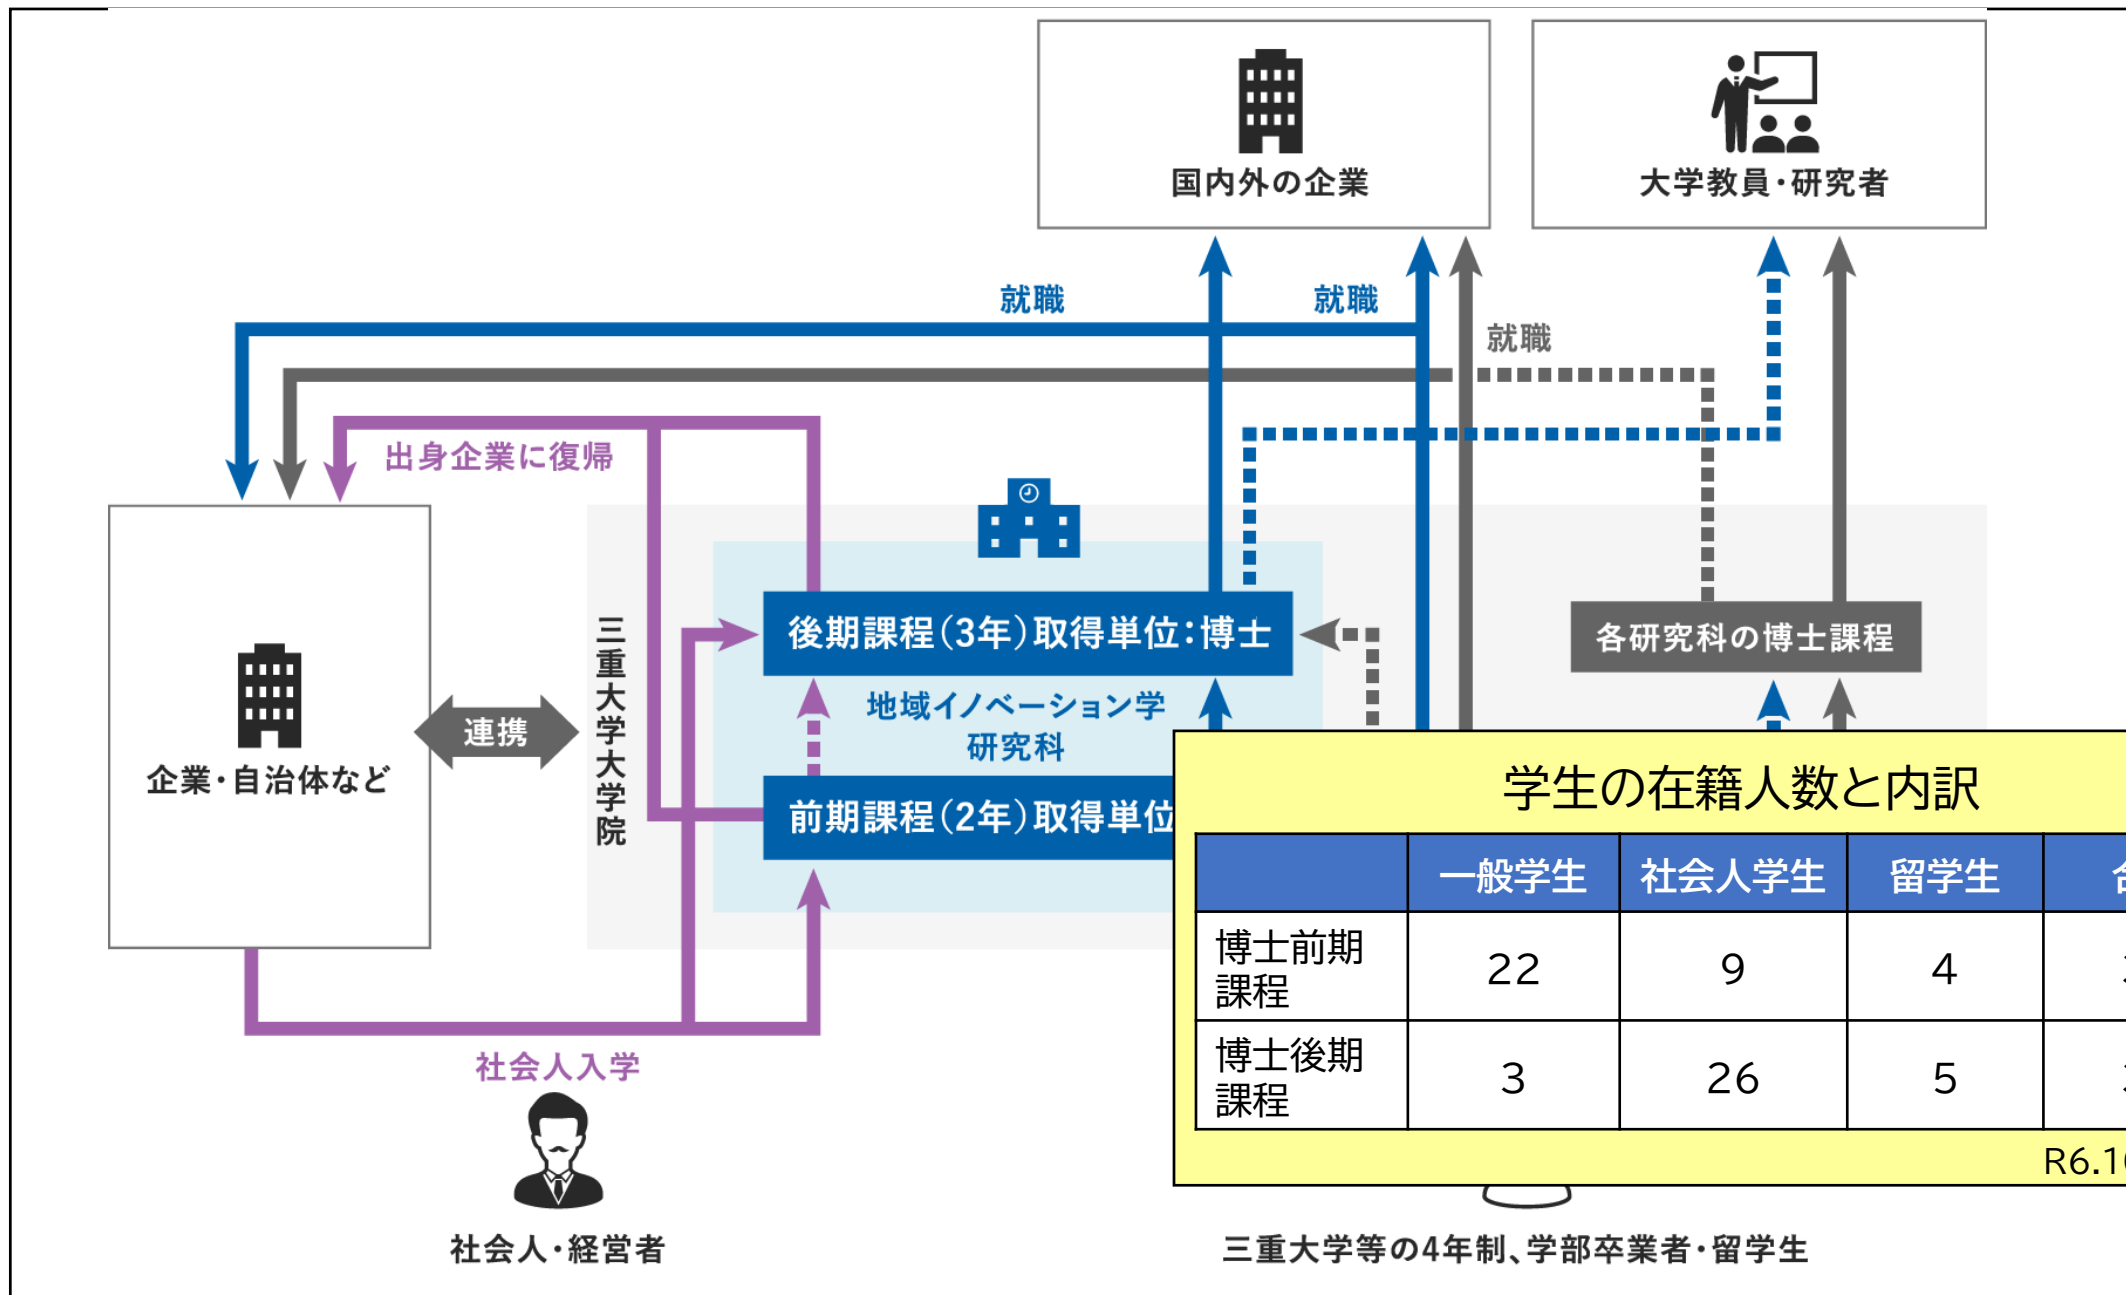 国内外の企業
大学教員・研究者
就職
就職
就職
出身企業に復帰
企業・自治体など
連携
三重大学大学院
後期課程（3年）取得単位：博士
地域イノベーション学
研究科
前期課程（2年）取得単位
各研究科の博士課程
社会人入学
社会人・経営者
学生の在籍人数と内訳
一般学生 社会人学生 留学生
博士前期
課程 22 9 4
博士後期
課程 3 26 5
三重大学等の4年制、学部卒業者・留学生